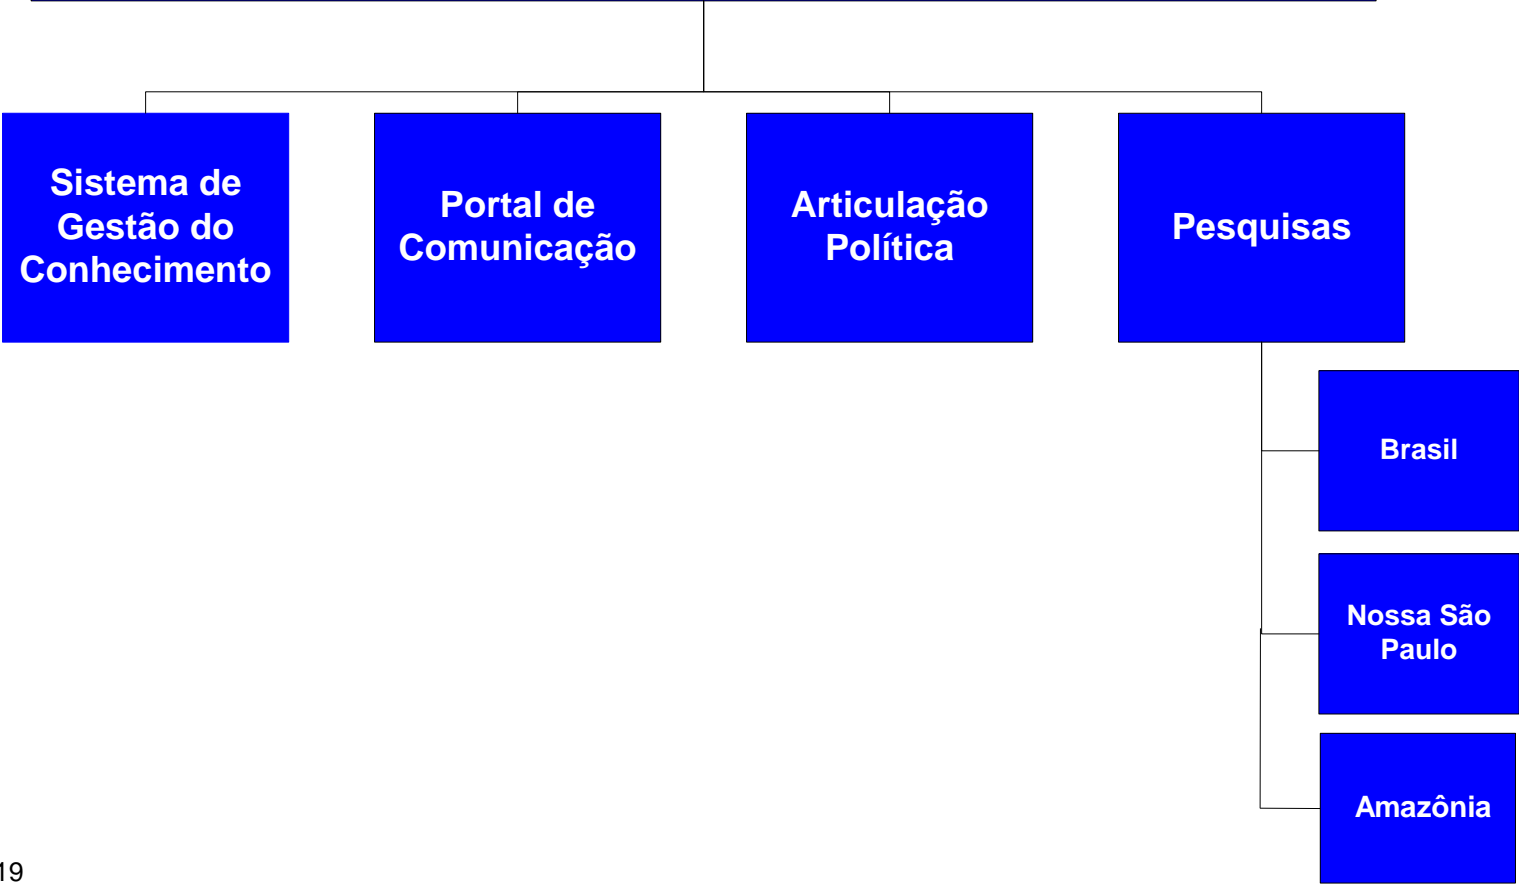 Sistema de
Gestão do
Conhecimento
Portal de
Comunicação
Articulação
Política
Pesquisas
Brasil
Nossa São
Paulo
Amazônia
19